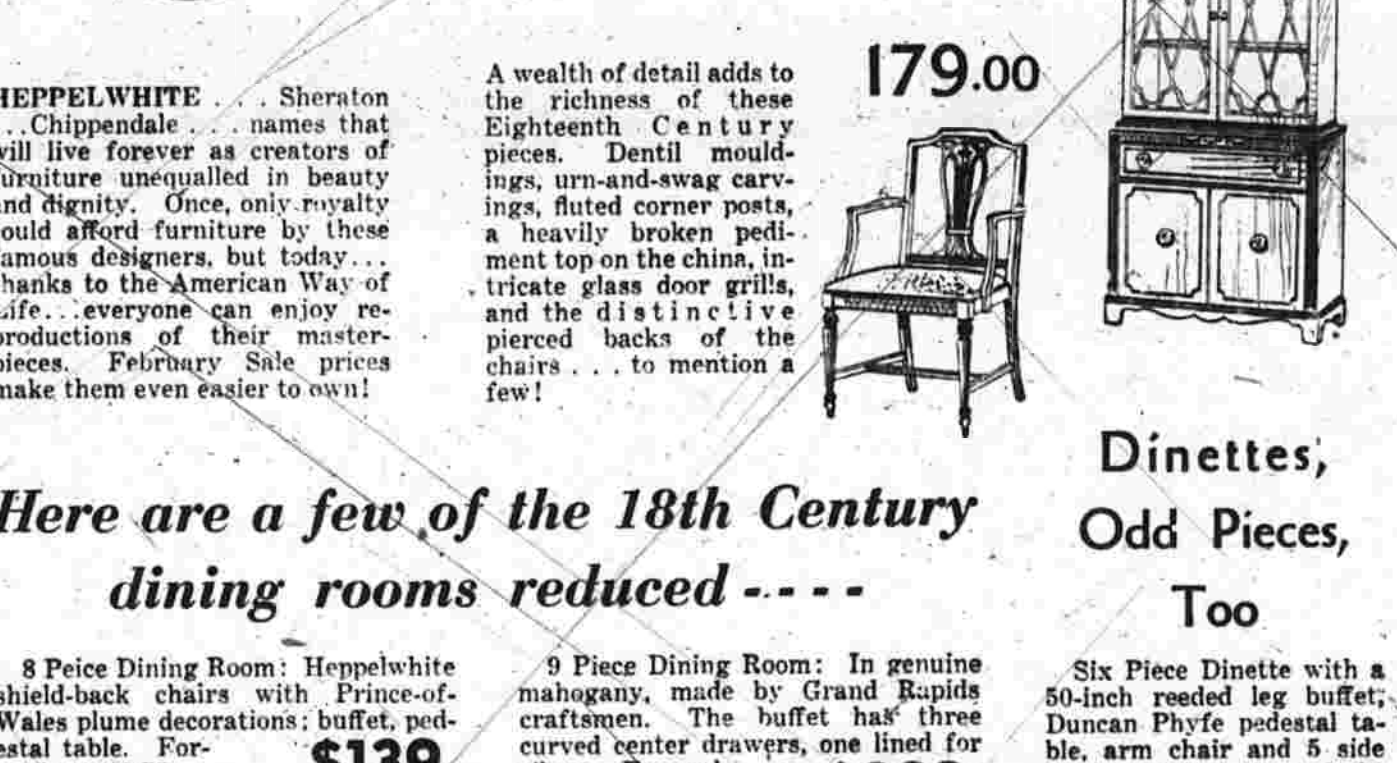 HEPPELWHITE . . . Sheraton
. . .Chippendale . . . names that
will live forever as creators of
furniture unequalled in beauty
and dignity. Once, only royalty
could afford furniture by these
famous designers, but today...
thanks to the American Way of
Life...everyone can enjoy re-
productions of their master-
pieces. February Sale prices
make them even easier to own!
A wealth of detail adds to
the richness of these
Eighteenth Century
pieces. Dentil mould-
ings, urn-and-swag carv-
ings, fluted corner posts,
a heavily broken pedi-
ment top on the china, in-
tricate glass door grills,
and the distinctive
pierced backs of the
chairs . . . to mention a
few!
179.00
Here are a few of the 18th Century
dining rooms reduced ----
8 Peice Dining Room: Heppelwhite
shield-back chairs with Prince-of-
Wales plume decorations; buffet, ped-
estal table. For-
$139
9 Piece Dining Room: In genuine
mahogany, made by Grand Rapids
craftsmen. The buffet has three
curved center drawers, one lined for
Dinettes,
Odd Pieces,
Too
Six Piece Dinette with a
50-inch reeded leg buffet,
Duncan Phyfe pedestal ta-
ble, arm chair and 5 side